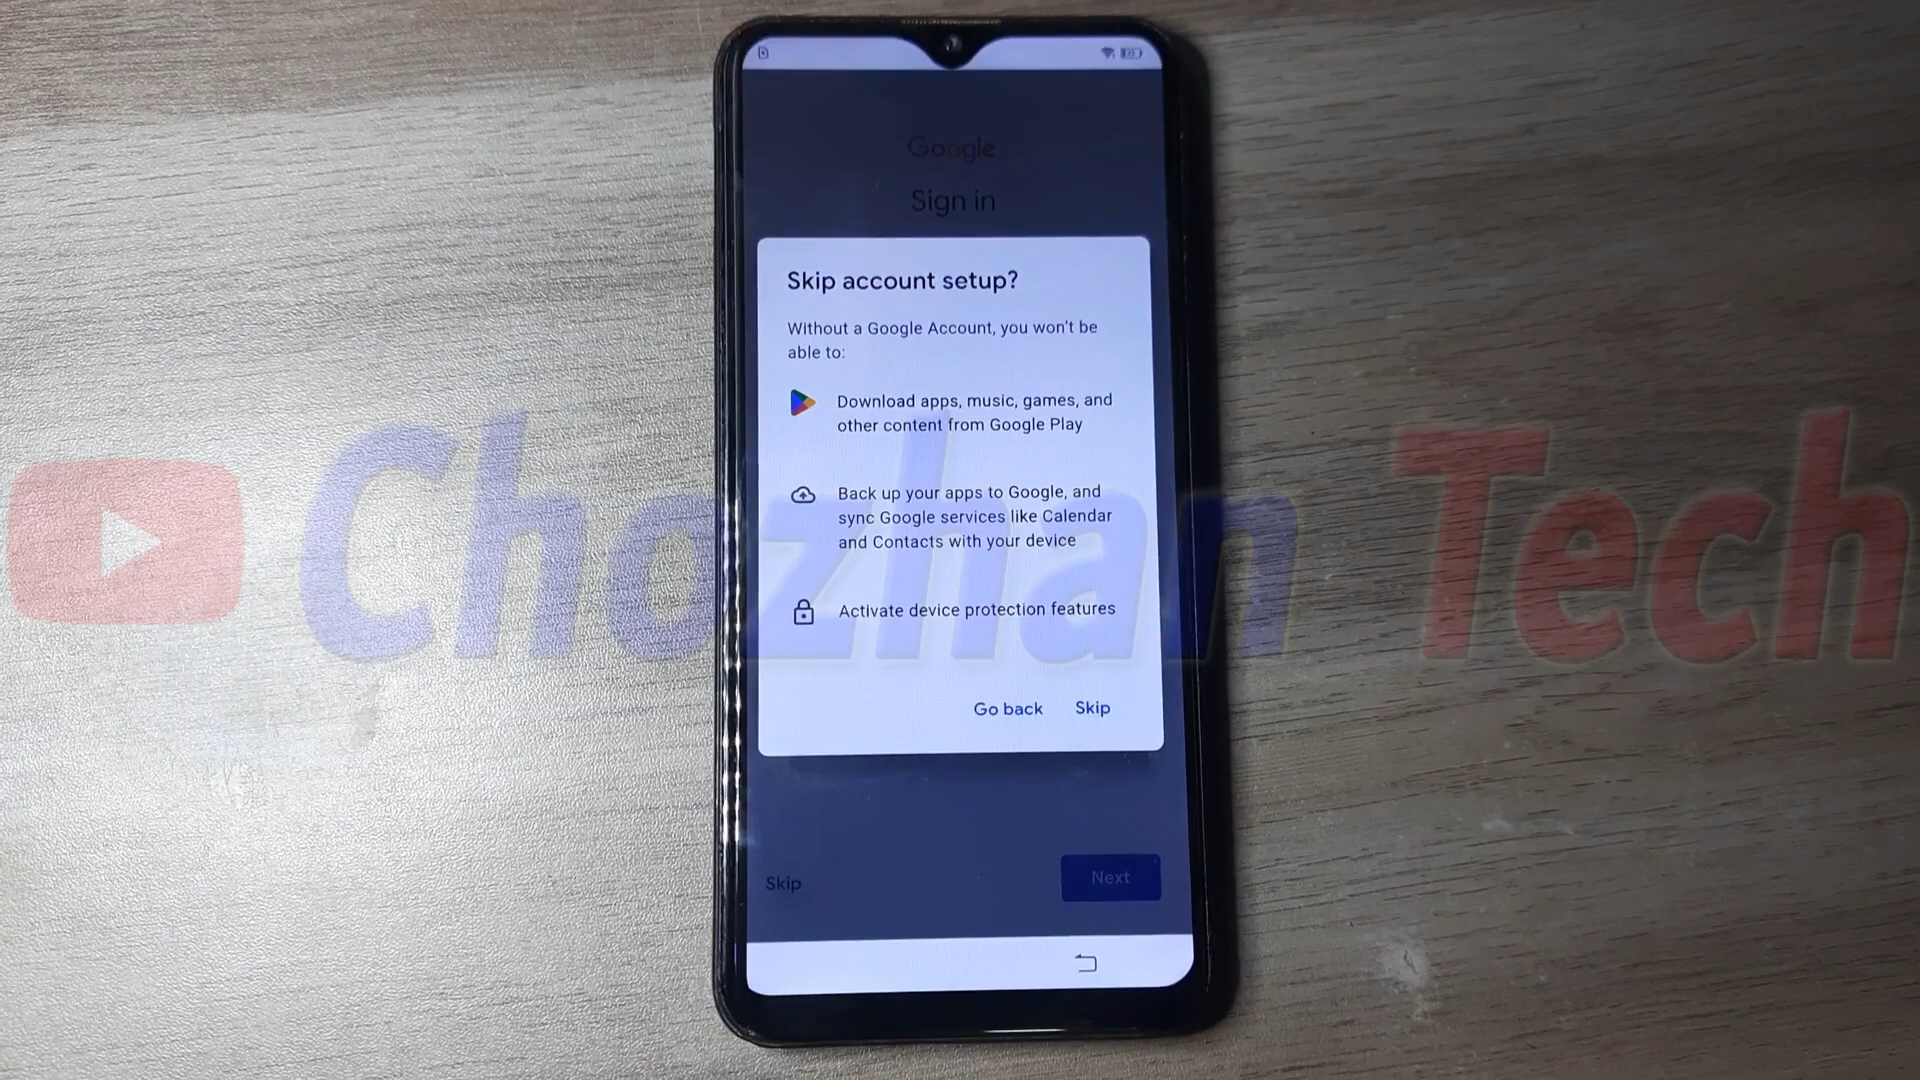 Google
Sign in
Skip account setup?
Without a Google Account, you won't be
able to:
Download apps, music, games, and
other content from Google Play
Back up your apps to Google, and
sync Google services like Calendar
and Contacts with your device
Activate device protection features
Go back Skip
Skip Next
Chozhan Tech